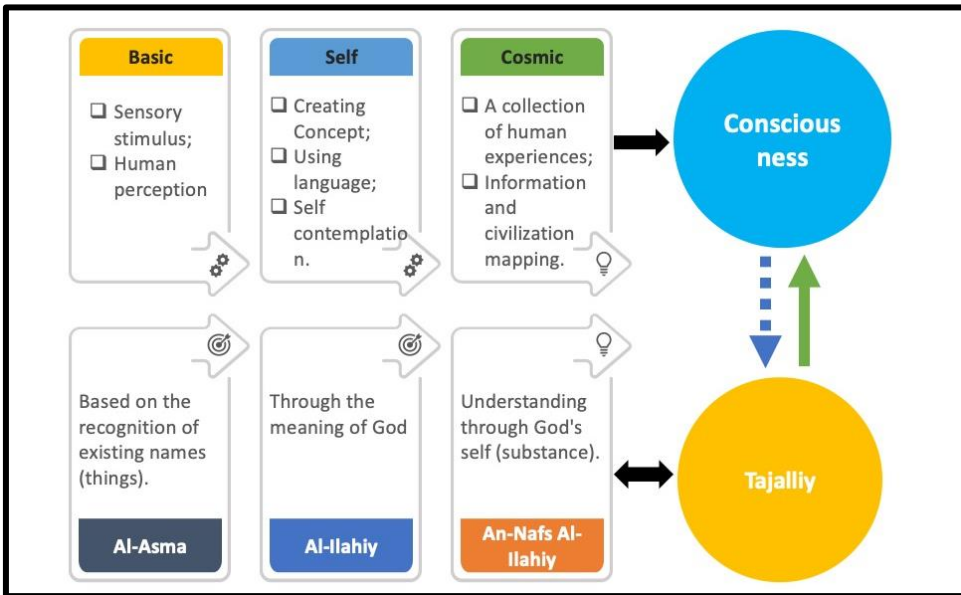 Basic
❑ Sensory
stimulus;
❑ Human
perception
Self
❑ Creating
Concept;
❑ Using
language;
❑ Self
contemplatio
n.
Cosmic
❑ A collection
of human
experiences;
❑ Information
and
civilization
mapping.
Conscious
ness
Based on the
recognition of
existing names
(things).
Al-Asma
Through the
meaning of God
Al-Ilahiy
Understanding
through God's
self (substance).
An-Nafs Al-
Ilahiy
Tajalliy